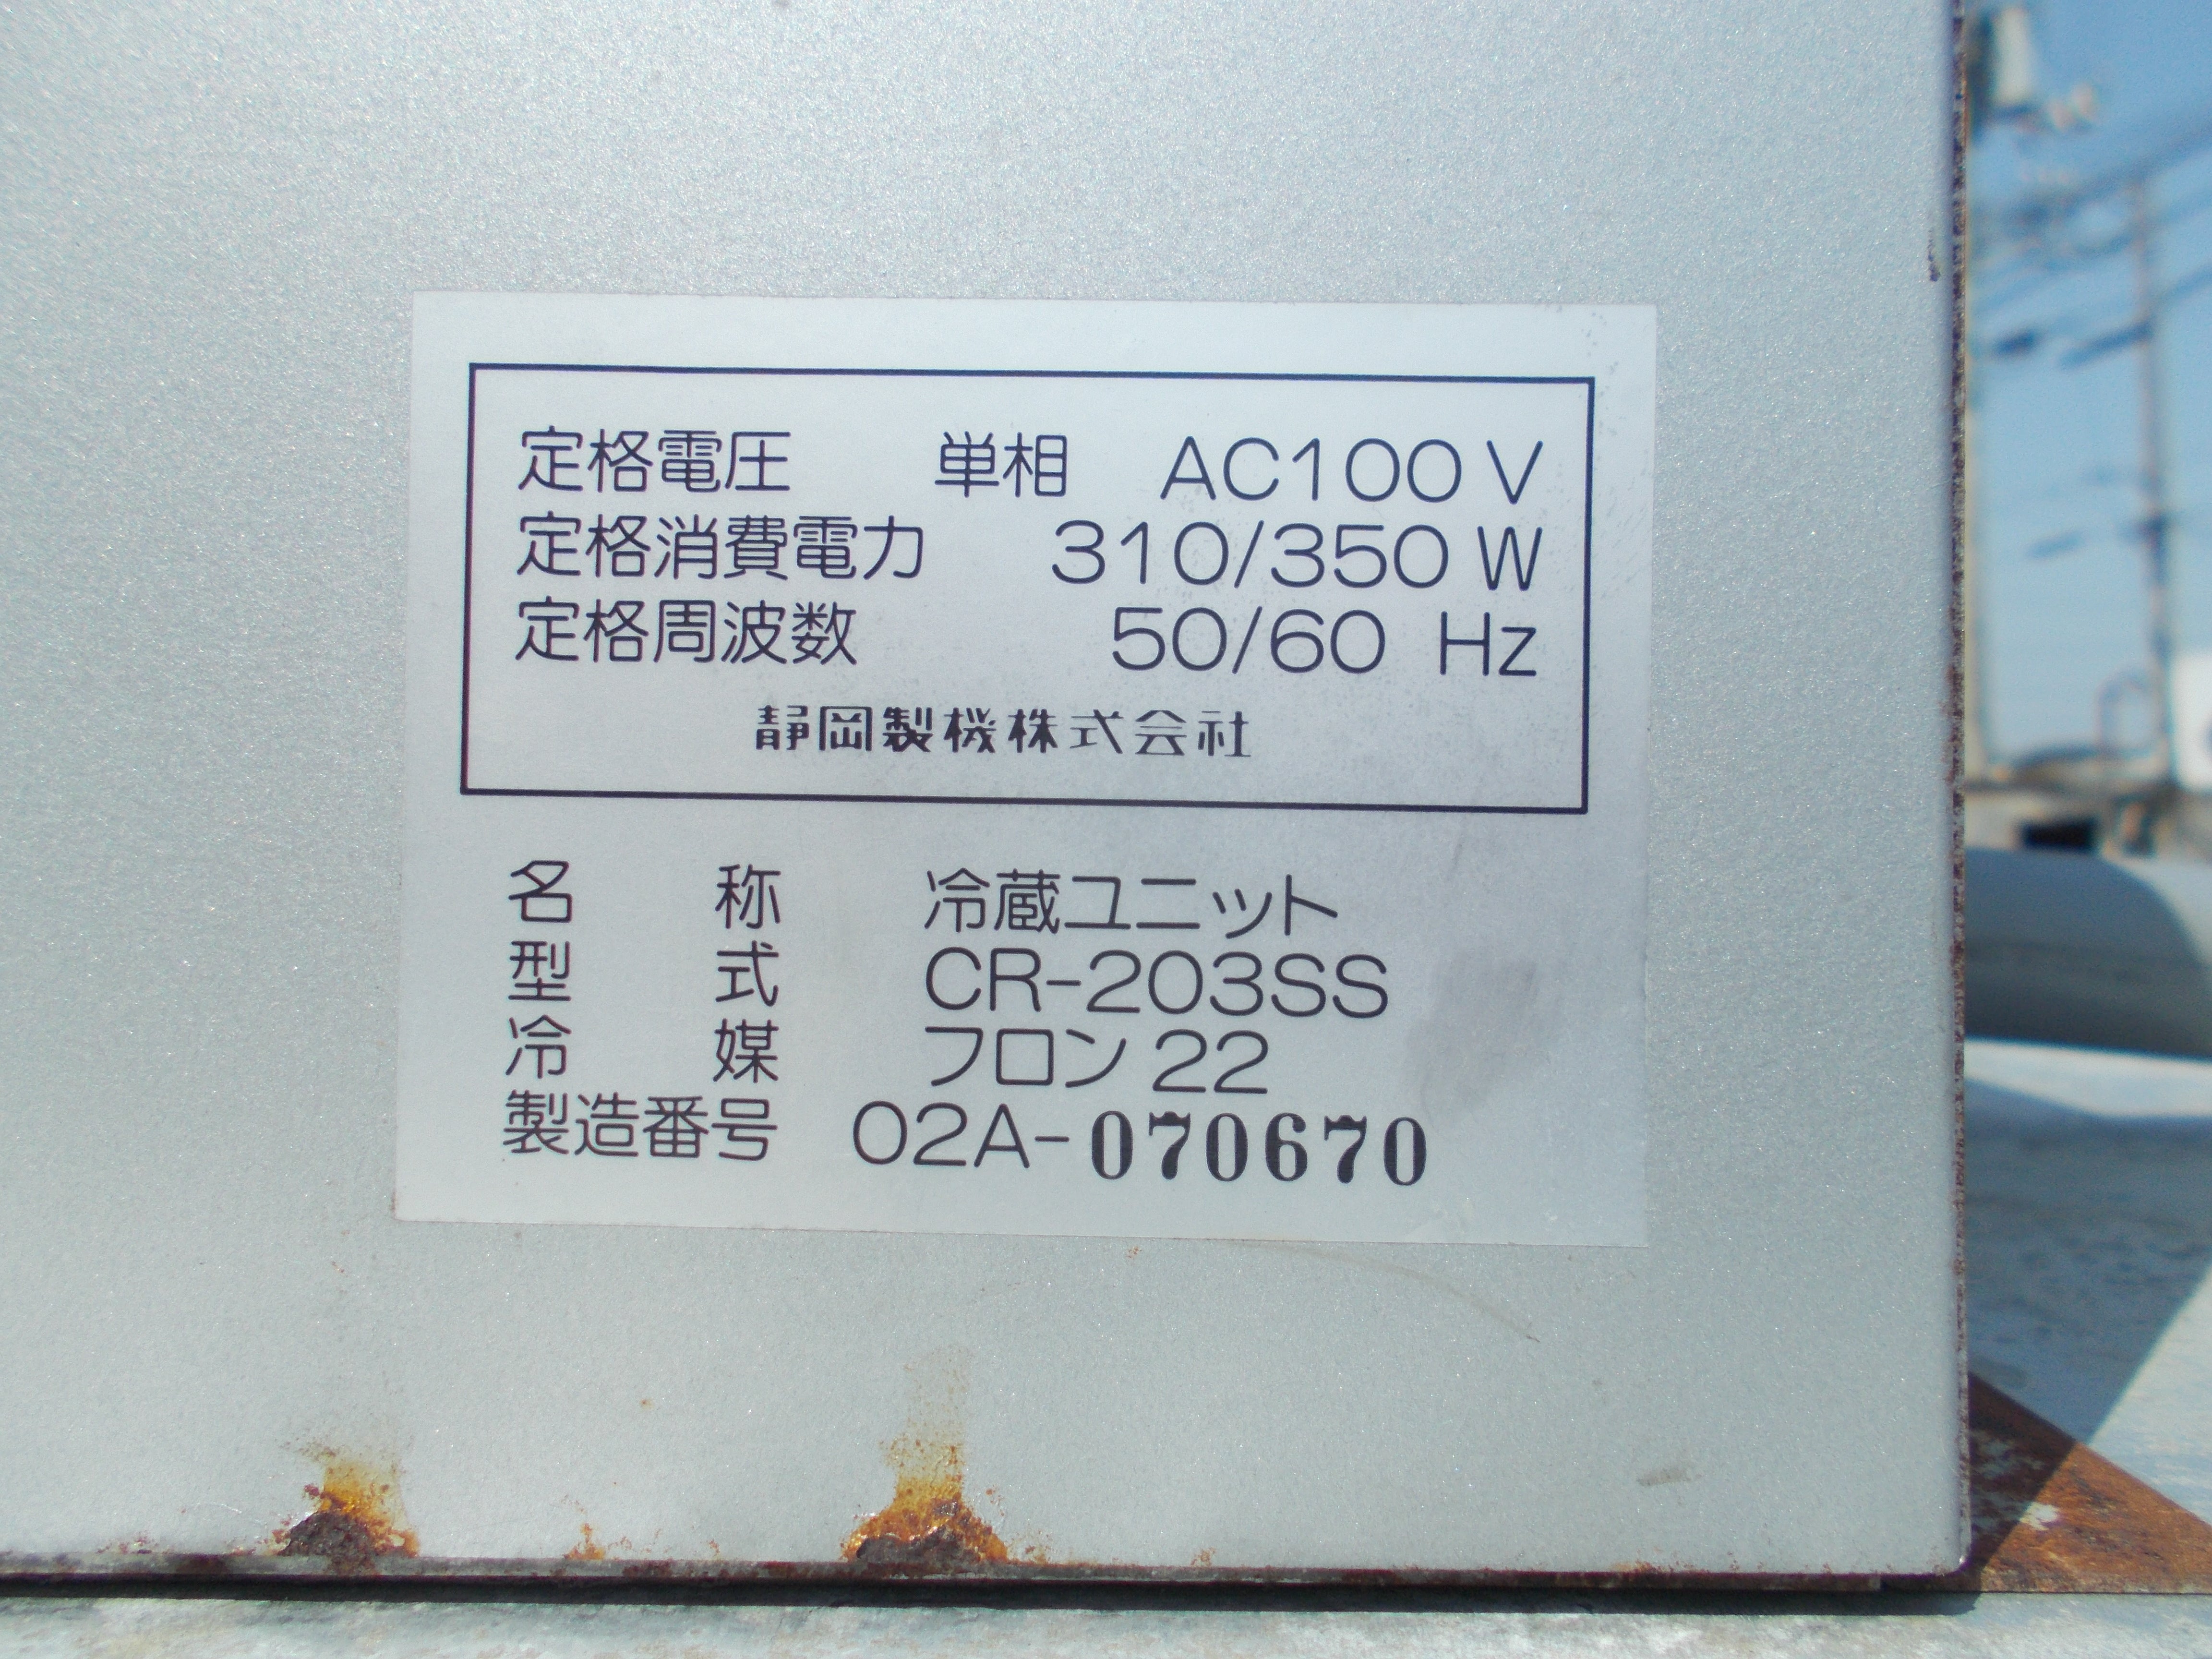 定格電圧 単相 AC100V
定格消費電力 310/350W
定格周波数 50/60 Hz
静岡製機株式会社
名称 冷蔵ユニット
型式 CR-203SS
冷媒 フロン22
製造番号 02A-070670